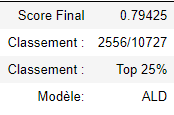 Score Final 0.79425
Classement : 2556/10727
Classement : Top 25%
Modèle: ALD